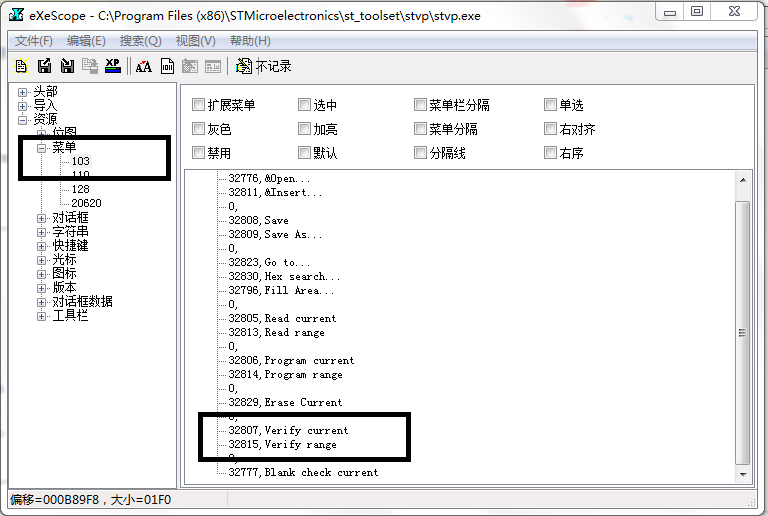 eXeScope - C:\Program Files (x86)\STMicroelectronics\st_toolset\stvp\stvp.exe
文件(F) 编辑(E) 搜索(Q) 视图(V) 帮助(H)
XP AA 不记录
头部
导入
资源
位图
菜单
103
110
128
20620
对话框
字符串
快捷键
光标
图标
版本
对话框数据
工具栏
扩展菜单 选中 菜单栏分隔 单选
灰色 加亮 菜单分隔 右对齐
禁用 默认 分隔线 右序
32776,&Open...
32811,&Insert...
0,
32808,Save
32809,Save As...
0,
32823,Go to...
32830,Hex search...
32796,Fill Area...
0,
32805,Read current
32813,Read range
0,
32806,Program current
32814,Program range
0,
32829,Erase Current
0,
32807,Verify current
32815,Verify range
0,
32777,Blank check current
偏移=000B89F8，大小=01F0